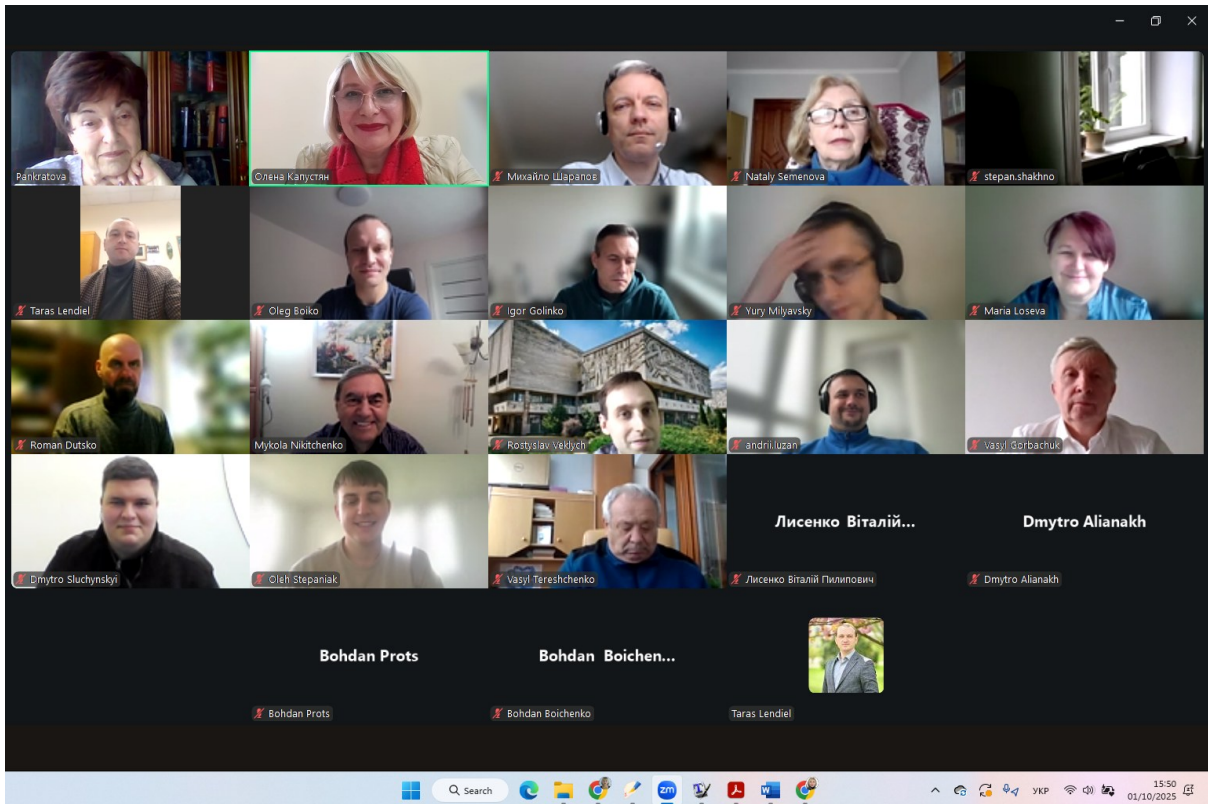 Pankratova
Олена Капустян
Михайло Шарапов
Nataly Semenova
stepan.shakhno
Taras Lendiel
Oleg Boiko
Igor Golinko
Yury Milyavsky
Maria Loseva
Roman Dutsko
Mykola Nikitchenko
Rostyslav Veklych
andrii.luzan
Vasyl Gorbachuk
Dmytro Sluchynskyi
Oleh Stepaniak
Vasyl Tereshchenko
Лисенко Віталій...
Лисенко Віталій Пилипович
Dmytro Alianakh
Dmytro Alianakh
Bohdan Prots
Bohdan Prots
Bohdan Boichen...
Bohdan Boichenko
Taras Lendiel
Search
zm
W
УКР
15:50
01/10/2025